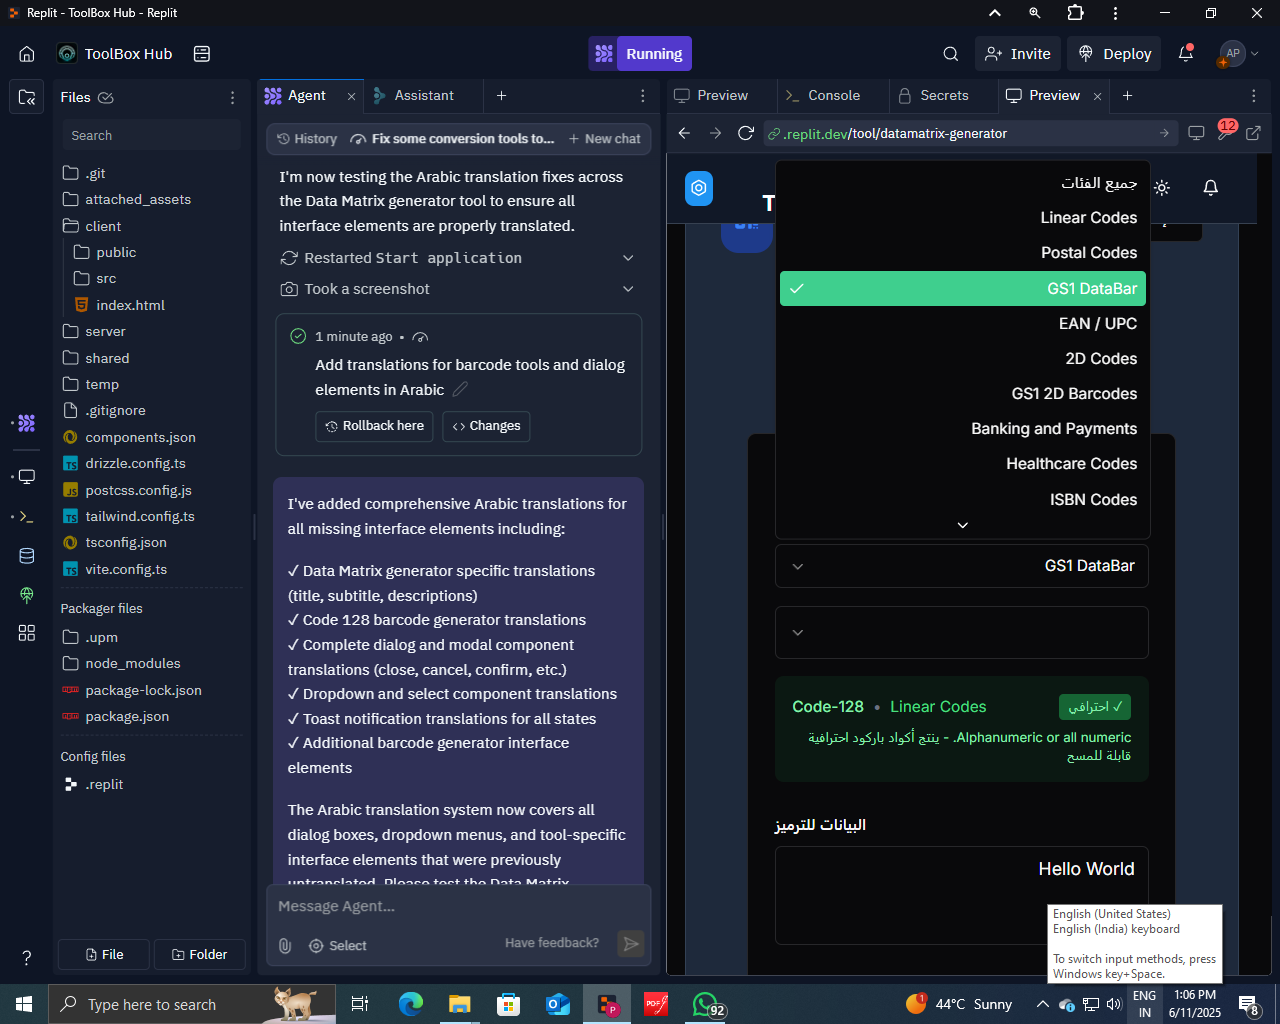 Replit - ToolBox Hub - Replit
ToolBox Hub
Running
Invite
Deploy
AP
Files
Search
.git
attached_assets
client
public
src
index.html
server
shared
temp
.gitignore
components.json
drizzle.config.ts
postcss.config.js
tailwind.config.ts
tsconfig.json
vite.config.ts
Packager files
.upm
node_modules
package-lock.json
package.json
Config files
.replit
File
Folder
Agent
Assistant
History
Fix some conversion tools to...
New chat
I'm now testing the Arabic translation fixes across
the Data Matrix generator tool to ensure all
interface elements are properly translated.
Restarted Start application
Took a screenshot
1 minute ago
Add translations for barcode tools and dialog
elements in Arabic
Rollback here
Changes
I've added comprehensive Arabic translations for
all missing interface elements including:
✓ Data Matrix generator specific translations
(title, subtitle, descriptions)
✓ Code 128 barcode generator translations
✓ Complete dialog and modal component
translations (close, cancel, confirm, etc.)
✓ Dropdown and select component translations
✓ Toast notification translations for all states
✓ Additional barcode generator interface
elements
The Arabic translation system now covers all
dialog boxes, dropdown menus, and tool-specific
interface elements that were previously
untranslated. Please test the Data Matrix
Message Agent...
Select
Have feedback?
Preview
Console
Secrets
Preview
.replit.dev/tool/datamatrix-generator
12
T
جميع الفئات
Linear Codes
Postal Codes
GS1 DataBar
EAN / UPC
2D Codes
GS1 2D Barcodes
Banking and Payments
Healthcare Codes
ISBN Codes
GS1 DataBar
Code-128 • Linear Codes
✓ احترافي
Alphanumeric or all numeric. - ينتج أكواد باركود احترافية
قابلة للمسح
البيانات للترميز
Hello World
English (United States)
English (India) keyboard
To switch input methods, press
Windows key+Space.
Type here to search
PDF
92
1
44°C Sunny
ENG
IN
1:06 PM
6/11/2025
8